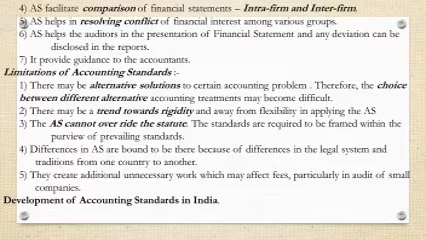 4) AS facilitate comparison of financial statements – Intra-firm and Inter-firm.
5) AS helps in resolving conflict of financial interest among various groups.
6) AS helps the auditors in the presentation of Financial Statement and any deviation can be
disclosed in the reports.
7) It provide guidance to the accountants.
Limitations of Accounting Standards :-
1) There may be alternative solutions to certain accounting problem . Therefore, the choice
between different alternative accounting treatments may become difficult.
2) There may be a trend towards rigidity and away from flexibility in applying the AS
3) The AS cannot over ride the statute. The standards are required to be framed within the
purview of prevailing standards.
4) Differences in AS are bound to be there because of differences in the legal system and
traditions from one country to another.
5) They create additional unnecessary work which may affect fees, particularly in audit of small
companies.
Development of Accounting Standards in India.